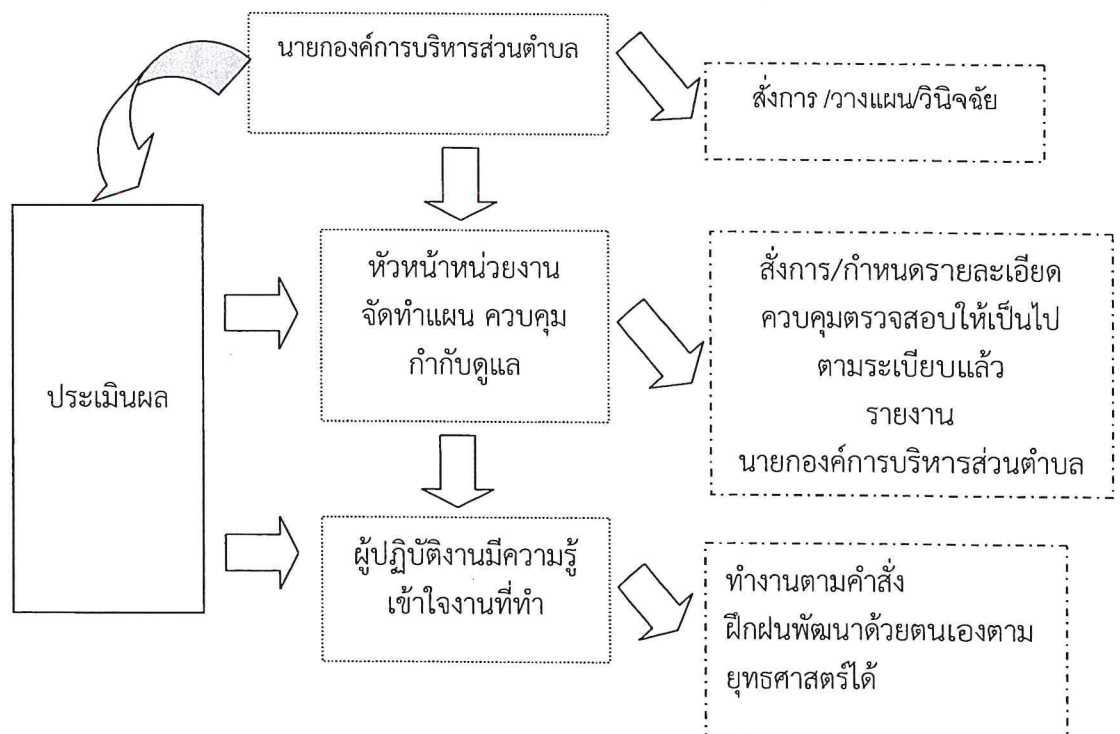 นายกองค์การบริหารส่วนตำบล
สั่งการ /วางแผน/วินิจฉัย
หัวหน้าหน่วยงาน
จัดทำแผน ควบคุม
กำกับดูแล
สั่งการ/กำหนดรายละเอียด
ควบคุมตรวจสอบให้เป็นไป
ตามระเบียบแล้ว
รายงาน
นายกองค์การบริหารส่วนตำบล
ประเมินผล
ผู้ปฏิบัติงานมีความรู้
เข้าใจงานที่ทำ
ทำงานตามคำสั่ง
ฝึกฝนพัฒนาด้วยตนเองตาม
ยุทธศาสตร์ได้